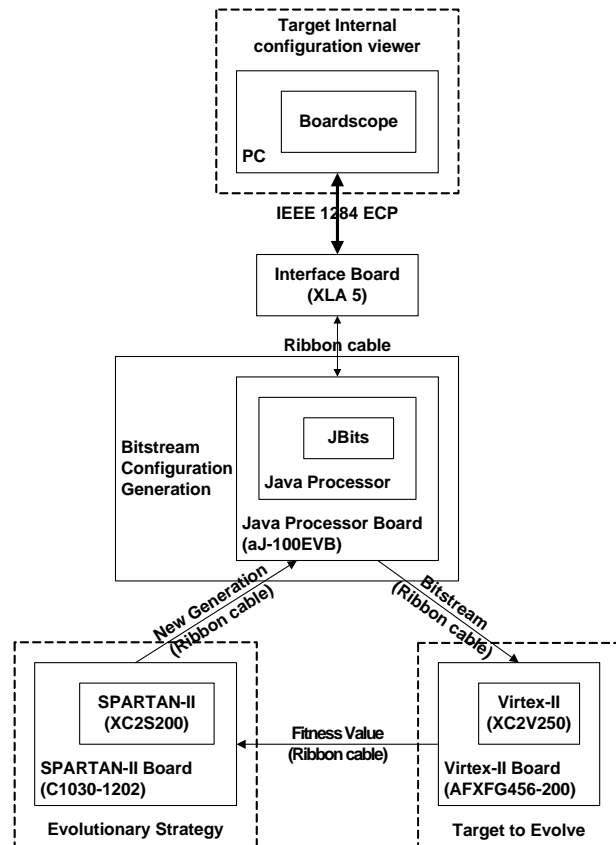 Target Internal
configuration viewer
Boardscope
PC
IEEE 1284 ECP
Interface Board
(XLA 5)
Ribbon cable
Bitstream
Configuration
Generation
JBits
Java Processor
Java Processor Board
(aJ-100EVB)
New Generation
(Ribbon cable)
Bitstream
(Ribbon cable)
SPARTAN-II
(XC2S200)
SPARTAN-II Board
(C1030-1202)
Evolutionary Strategy
Fitness Value
(Ribbon cable)
Virtex-II
(XC2V250)
Virtex-II Board
(AFXFG456-200)
Target to Evolve